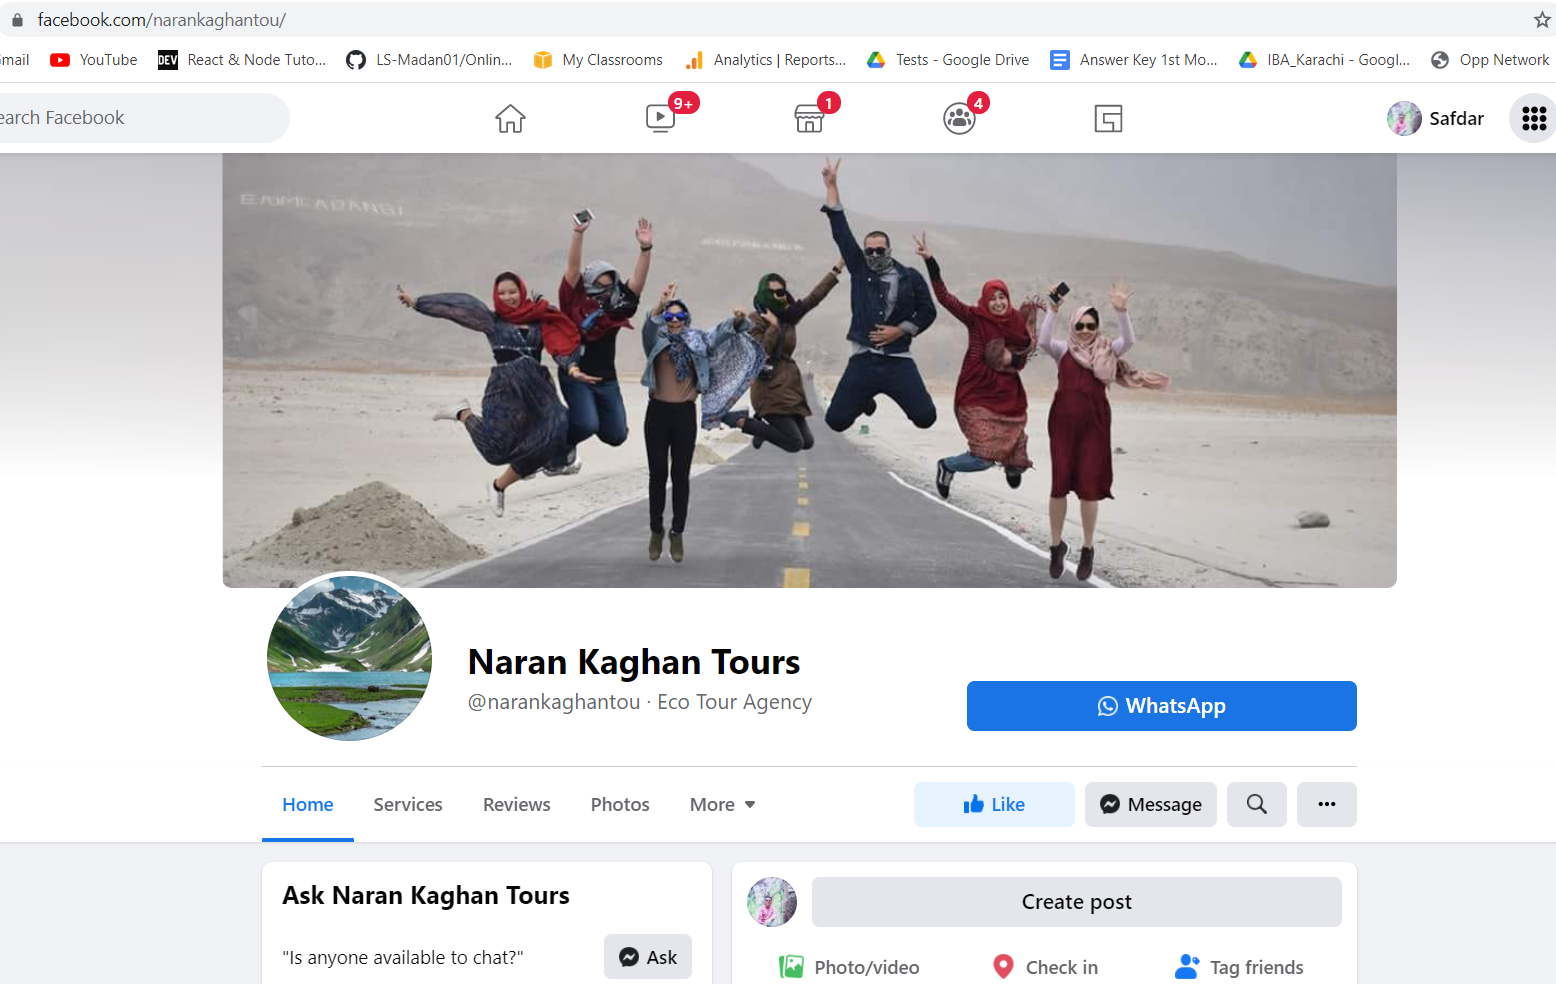 facebook.com/narankaghantou/
mail YouTube DEV React & Node Tuto... LS-Madan01/Onlin... My Classrooms Analytics | Reports... Tests - Google Drive Answer Key 1st Mo... IBA_Karachi - Googl... Opp Network
earch Facebook 9+ 1 4 Safdar
Naran Kaghan Tours
@narankaghantou · Eco Tour Agency
WhatsApp
Home Services Reviews Photos More Like Message
Ask Naran Kaghan Tours
"Is anyone available to chat?" Ask
Create post
Photo/video Check in Tag friends